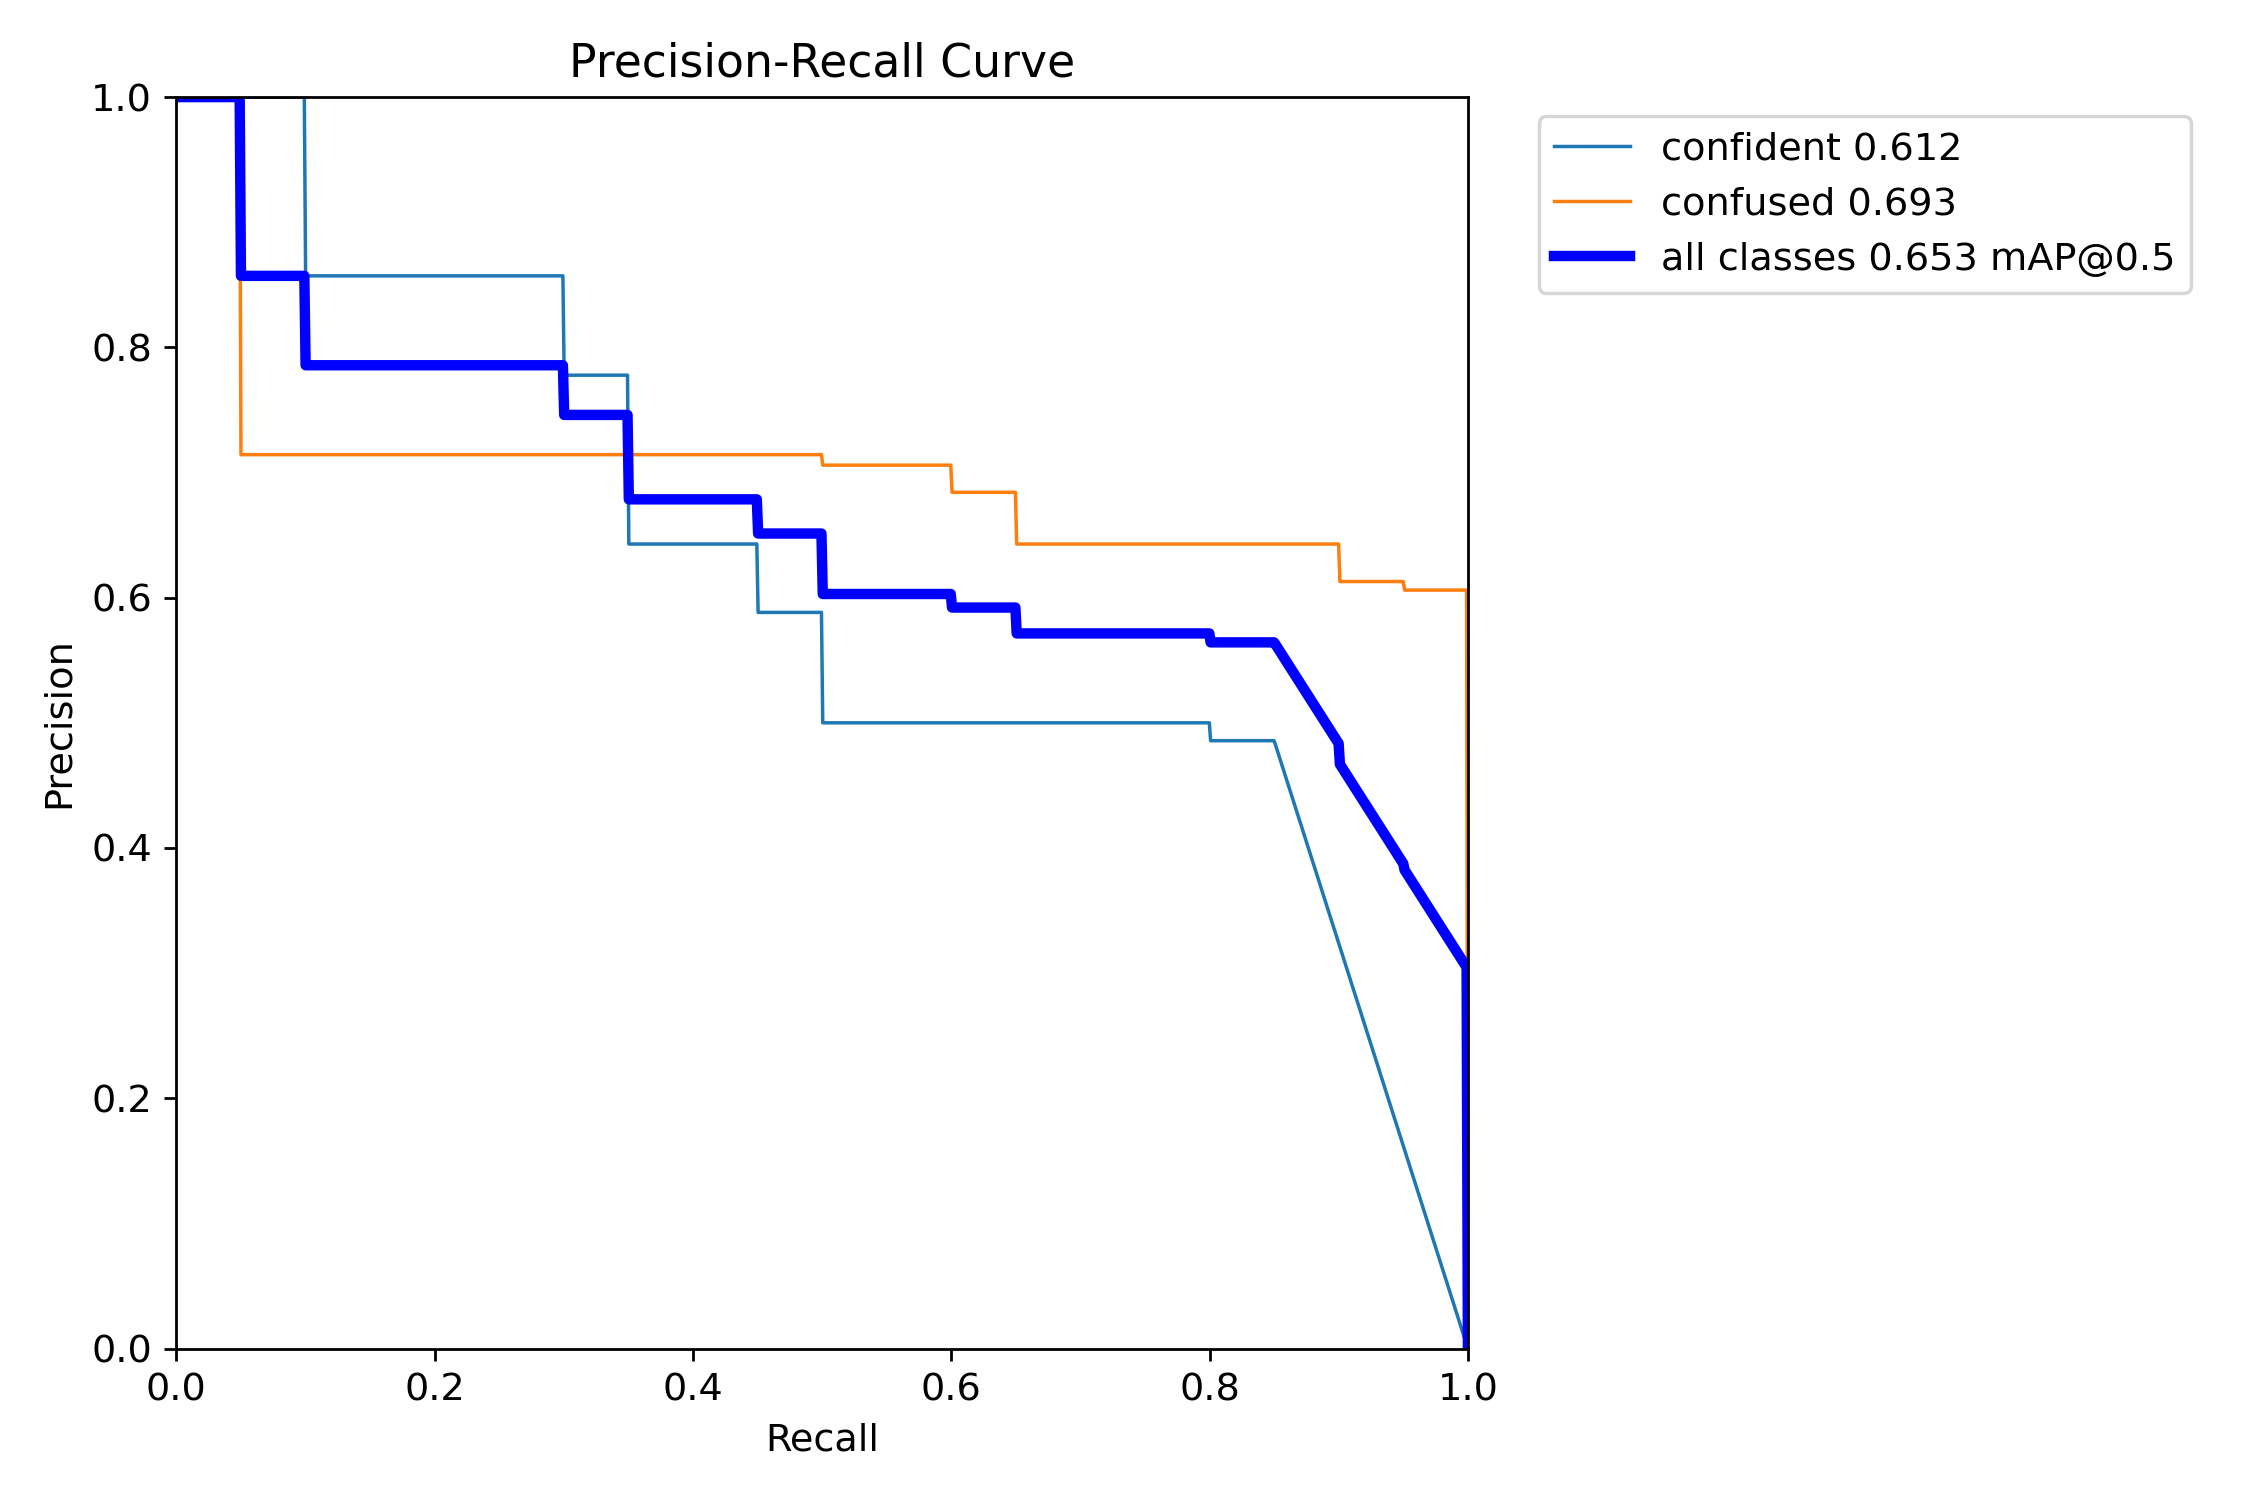 Precision-Recall Curve
confident 0.612
confused 0.693
all classes 0.653 mAP@0.5
1.0
0.8
0.6
0.4
0.2
0.0
Precision
0.0 0.2 0.4 0.6 0.8 1.0
Recall